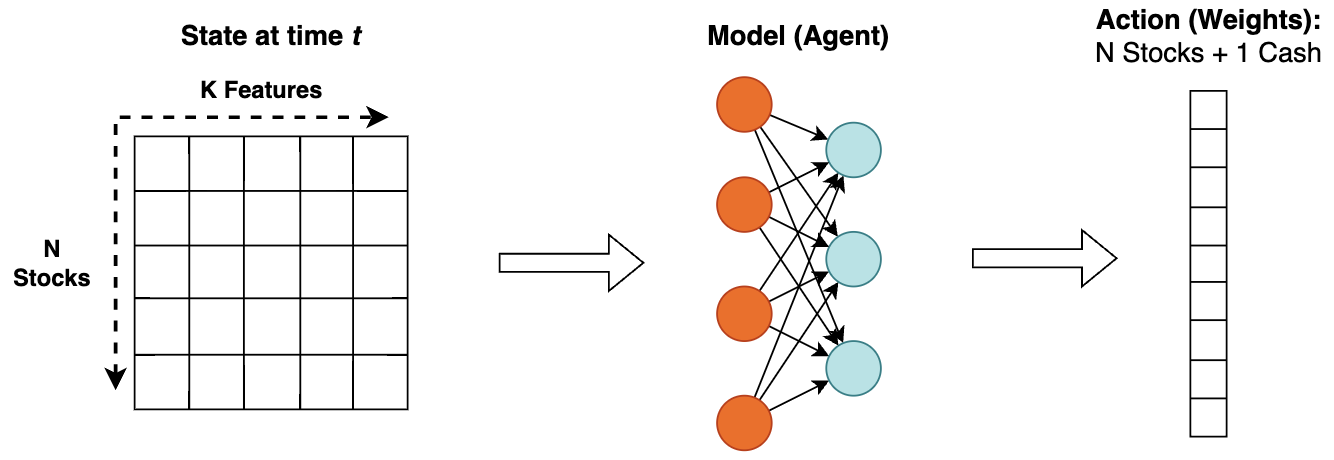 State at time t
K Features
N
Stocks
Model (Agent)
Action (Weights):
N Stocks + 1 Cash